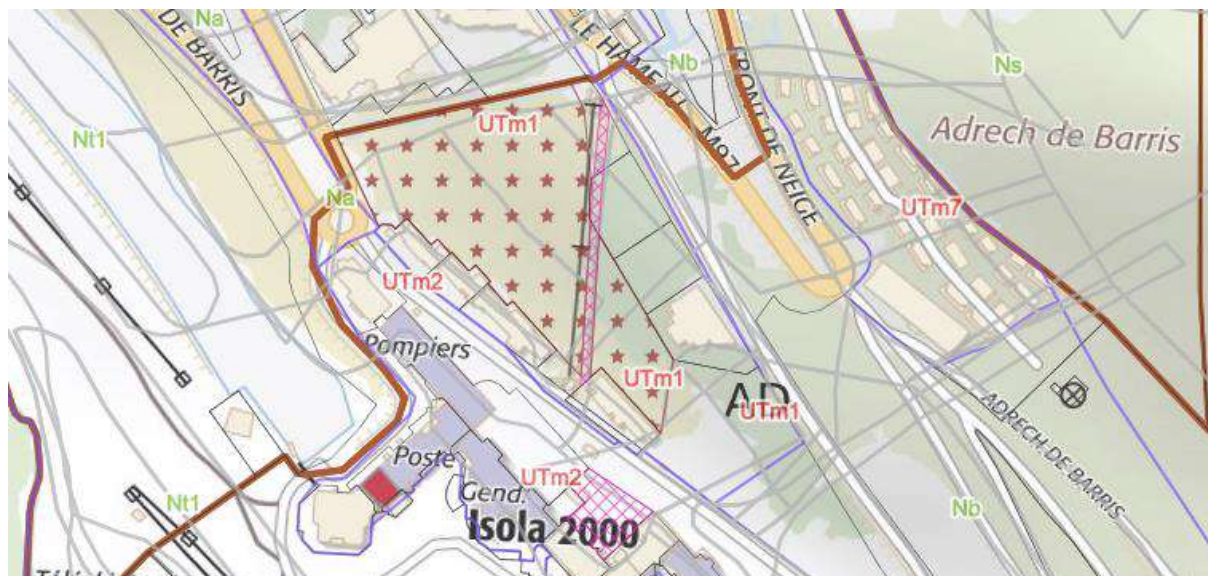 Na
DE BARRIS
LE HAMEAU
Nb
FRONT DE NEIGE
Ns
UTm1
M97
Nt1
Adrech de Barris
Na
UTm7
UTm2
Pompiers
UTm1
AD
UTm1
ADRECH DE BARRIS
Poste
UTm2
Gend.
Nt1
Nb
Isola 2000